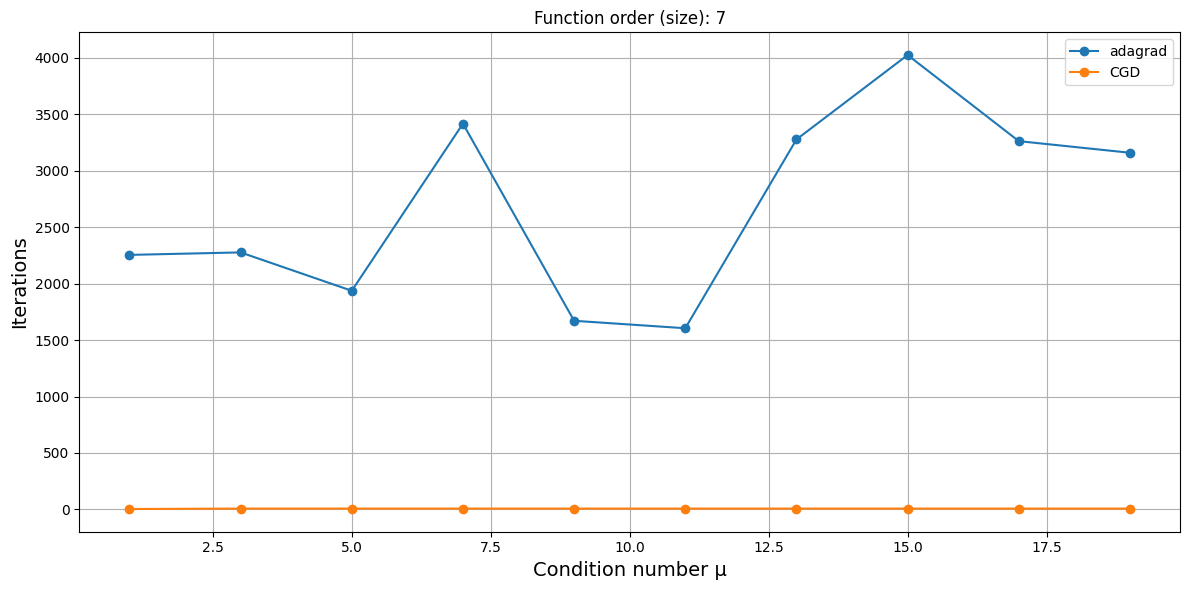 Function order (size): 7
adagrad
CGD
Iterations
4000
3500
3000
2500
2000
1500
1000
500
0
2.5 5.0 7.5 10.0 12.5 15.0 17.5
Condition number μ